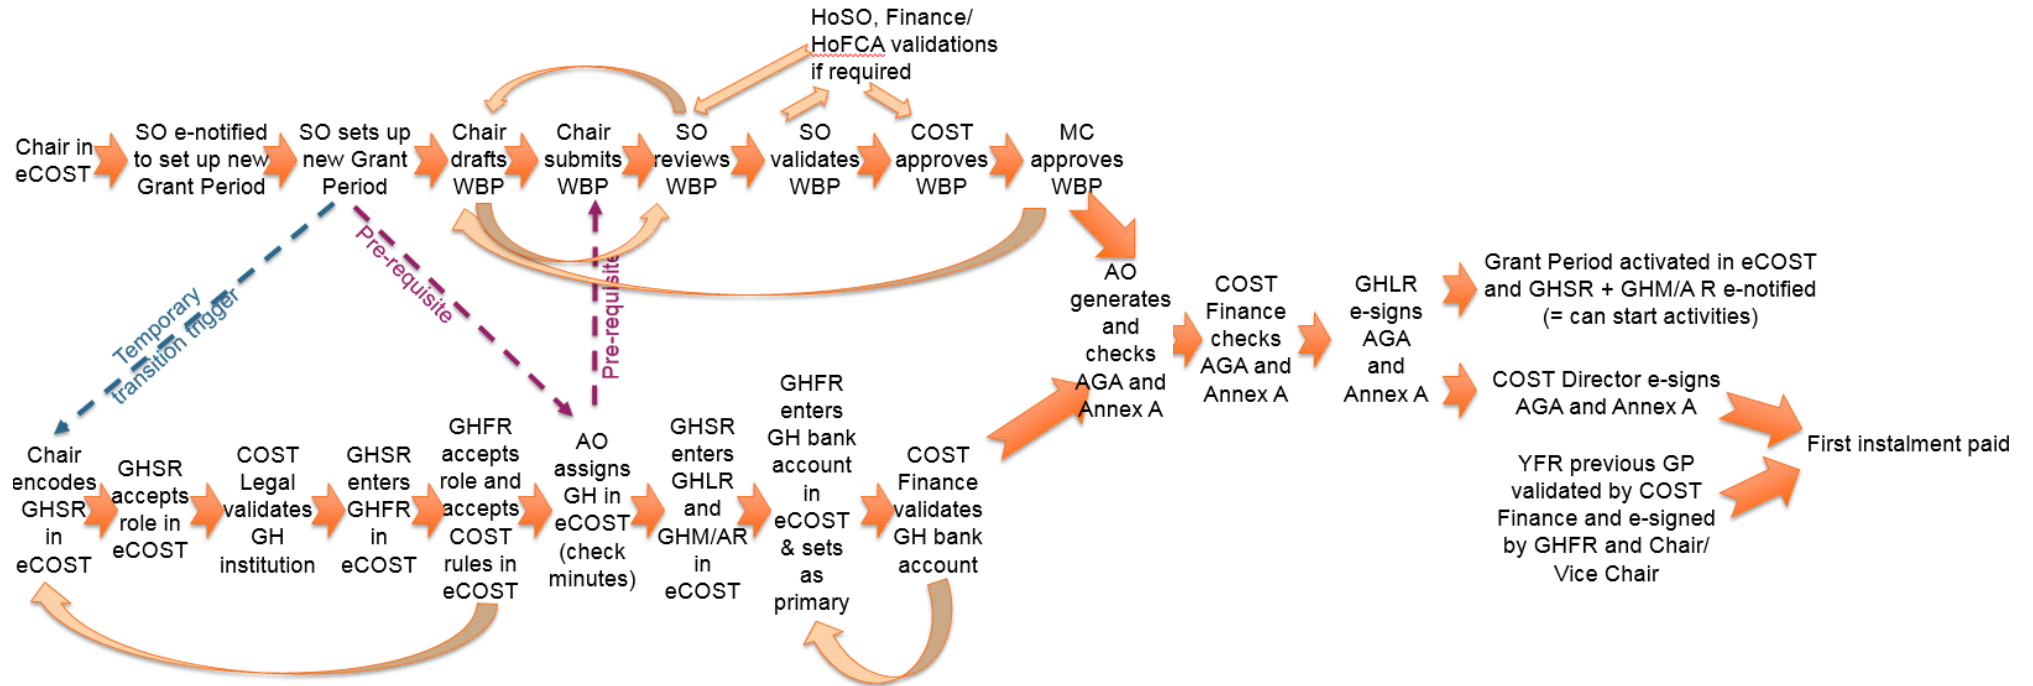 HoSO, Finance/
HoFCA validations
if required
Chair in
eCOST
SO e-notified
to set up new
Grant Period
SO sets up
new Grant
Period
Chair
drafts
WBP
Chair
submits
WBP
SO
reviews
WBP
SO
validates
WBP
COST
approves
WBP
MC
approves
WBP
Temporary
transition trigger
Pre-requisite
Pre-requisite
Chair
encodes
GHSR
in
eCOST
GHSR
accepts
role in
eCOST
COST
Legal
validates
GH
institution
GHSR
enters
GHFR
in
eCOST
GHFR
accepts
role and
accepts
COST
rules in
eCOST
AO
assigns
GH in
eCOST
(check
minutes)
GHSR
enters
GHLR
and
GHM/AR
in
eCOST
GHFR
enters
GH bank
account
in
eCOST
& sets
as
primary
COST
Finance
validates
GH bank
account
AO
generates
and
checks
AGA and
Annex A
COST
Finance
checks
AGA and
Annex A
GHLR
e-signs
AGA
and
Annex A
Grant Period activated in eCOST
and GHSR + GHM/A R e-notified
(= can start activities)
COST Director e-signs
AGA and Annex A
YFR previous GP
validated by COST
Finance and e-signed
by GHFR and Chair/
Vice Chair
First instalment paid